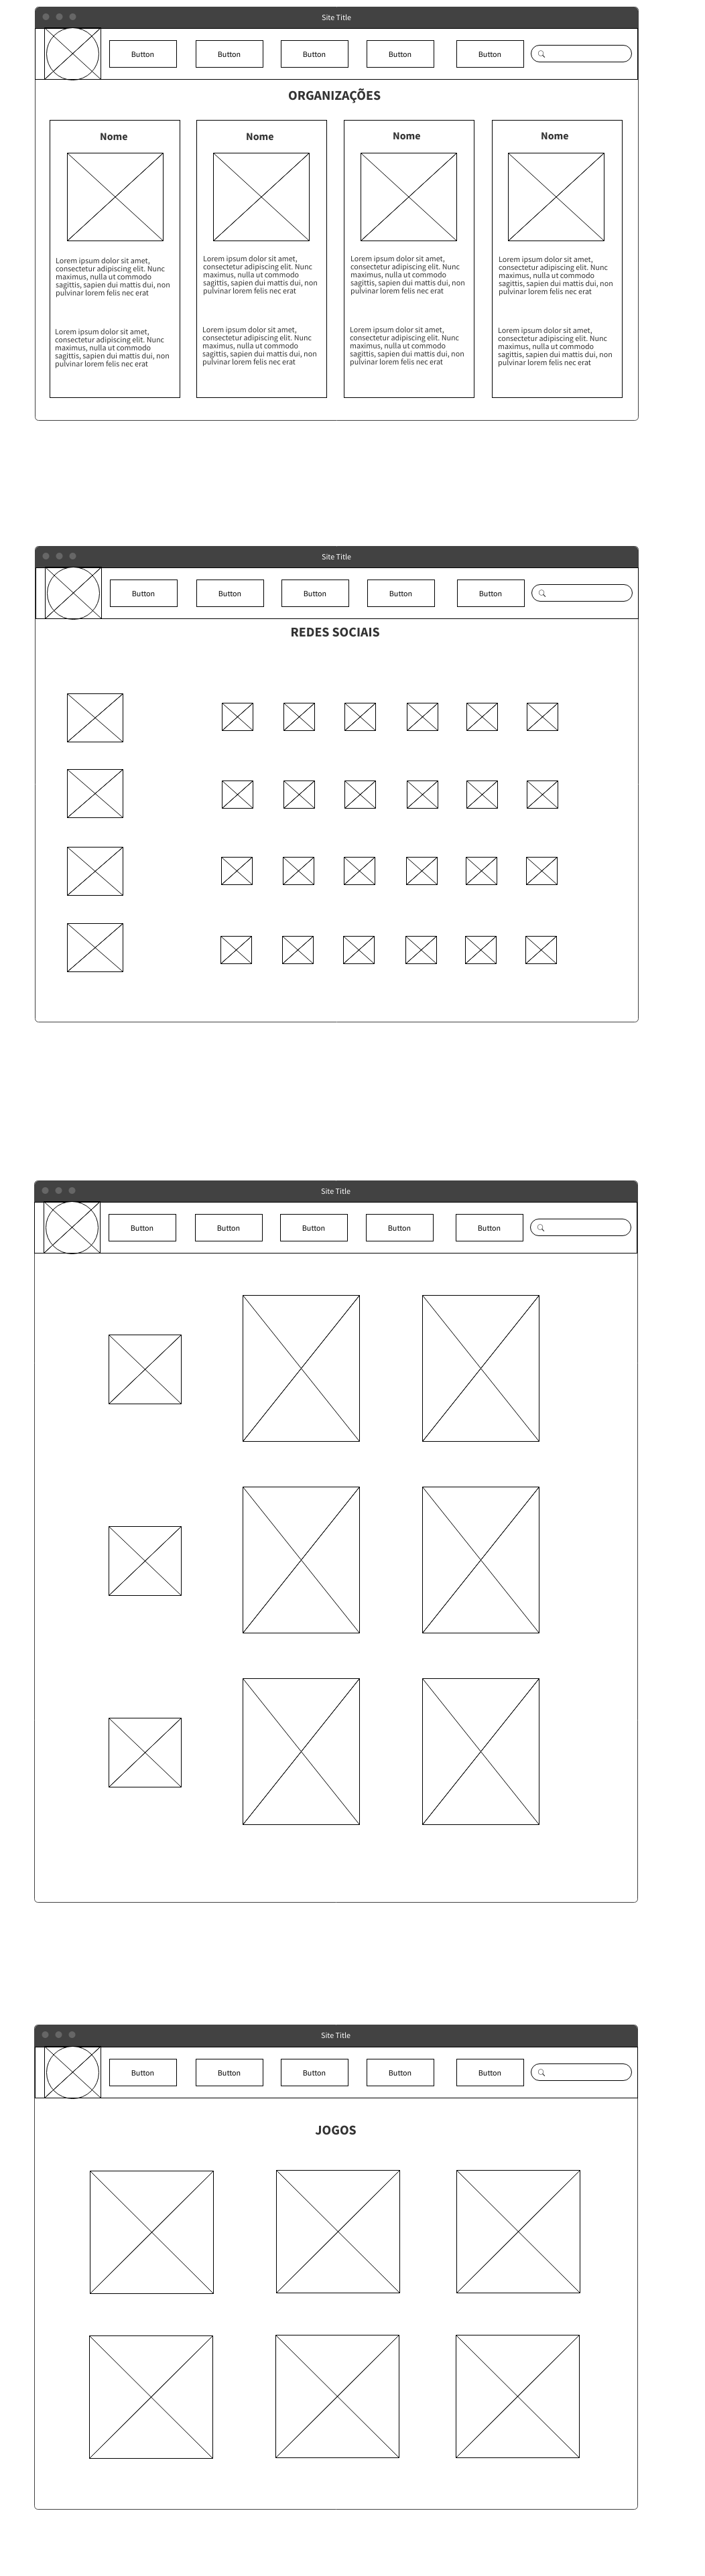 Site Title
Button Button Button Button Button
ORGANIZAÇÕES
Nome
Lorem ipsum dolor sit amet,
consectetur adipiscing elit. Nunc
maximus, nulla ut commodo
sagittis, sapien dui mattis dui, non
pulvinar lorem felis nec erat
Lorem ipsum dolor sit amet,
consectetur adipiscing elit. Nunc
maximus, nulla ut commodo
sagittis, sapien dui mattis dui, non
pulvinar lorem felis nec erat
Nome
Lorem ipsum dolor sit amet,
consectetur adipiscing elit. Nunc
maximus, nulla ut commodo
sagittis, sapien dui mattis dui, non
pulvinar lorem felis nec erat
Lorem ipsum dolor sit amet,
consectetur adipiscing elit. Nunc
maximus, nulla ut commodo
sagittis, sapien dui mattis dui, non
pulvinar lorem felis nec erat
Nome
Lorem ipsum dolor sit amet,
consectetur adipiscing elit. Nunc
maximus, nulla ut commodo
sagittis, sapien dui mattis dui, non
pulvinar lorem felis nec erat
Lorem ipsum dolor sit amet,
consectetur adipiscing elit. Nunc
maximus, nulla ut commodo
sagittis, sapien dui mattis dui, non
pulvinar lorem felis nec erat
Nome
Lorem ipsum dolor sit amet,
consectetur adipiscing elit. Nunc
maximus, nulla ut commodo
sagittis, sapien dui mattis dui, non
pulvinar lorem felis nec erat
Lorem ipsum dolor sit amet,
consectetur adipiscing elit. Nunc
maximus, nulla ut commodo
sagittis, sapien dui mattis dui, non
pulvinar lorem felis nec erat
Site Title
Button Button Button Button Button
REDES SOCIAIS
Site Title
Button Button Button Button Button
Site Title
Button Button Button Button Button
JOGOS